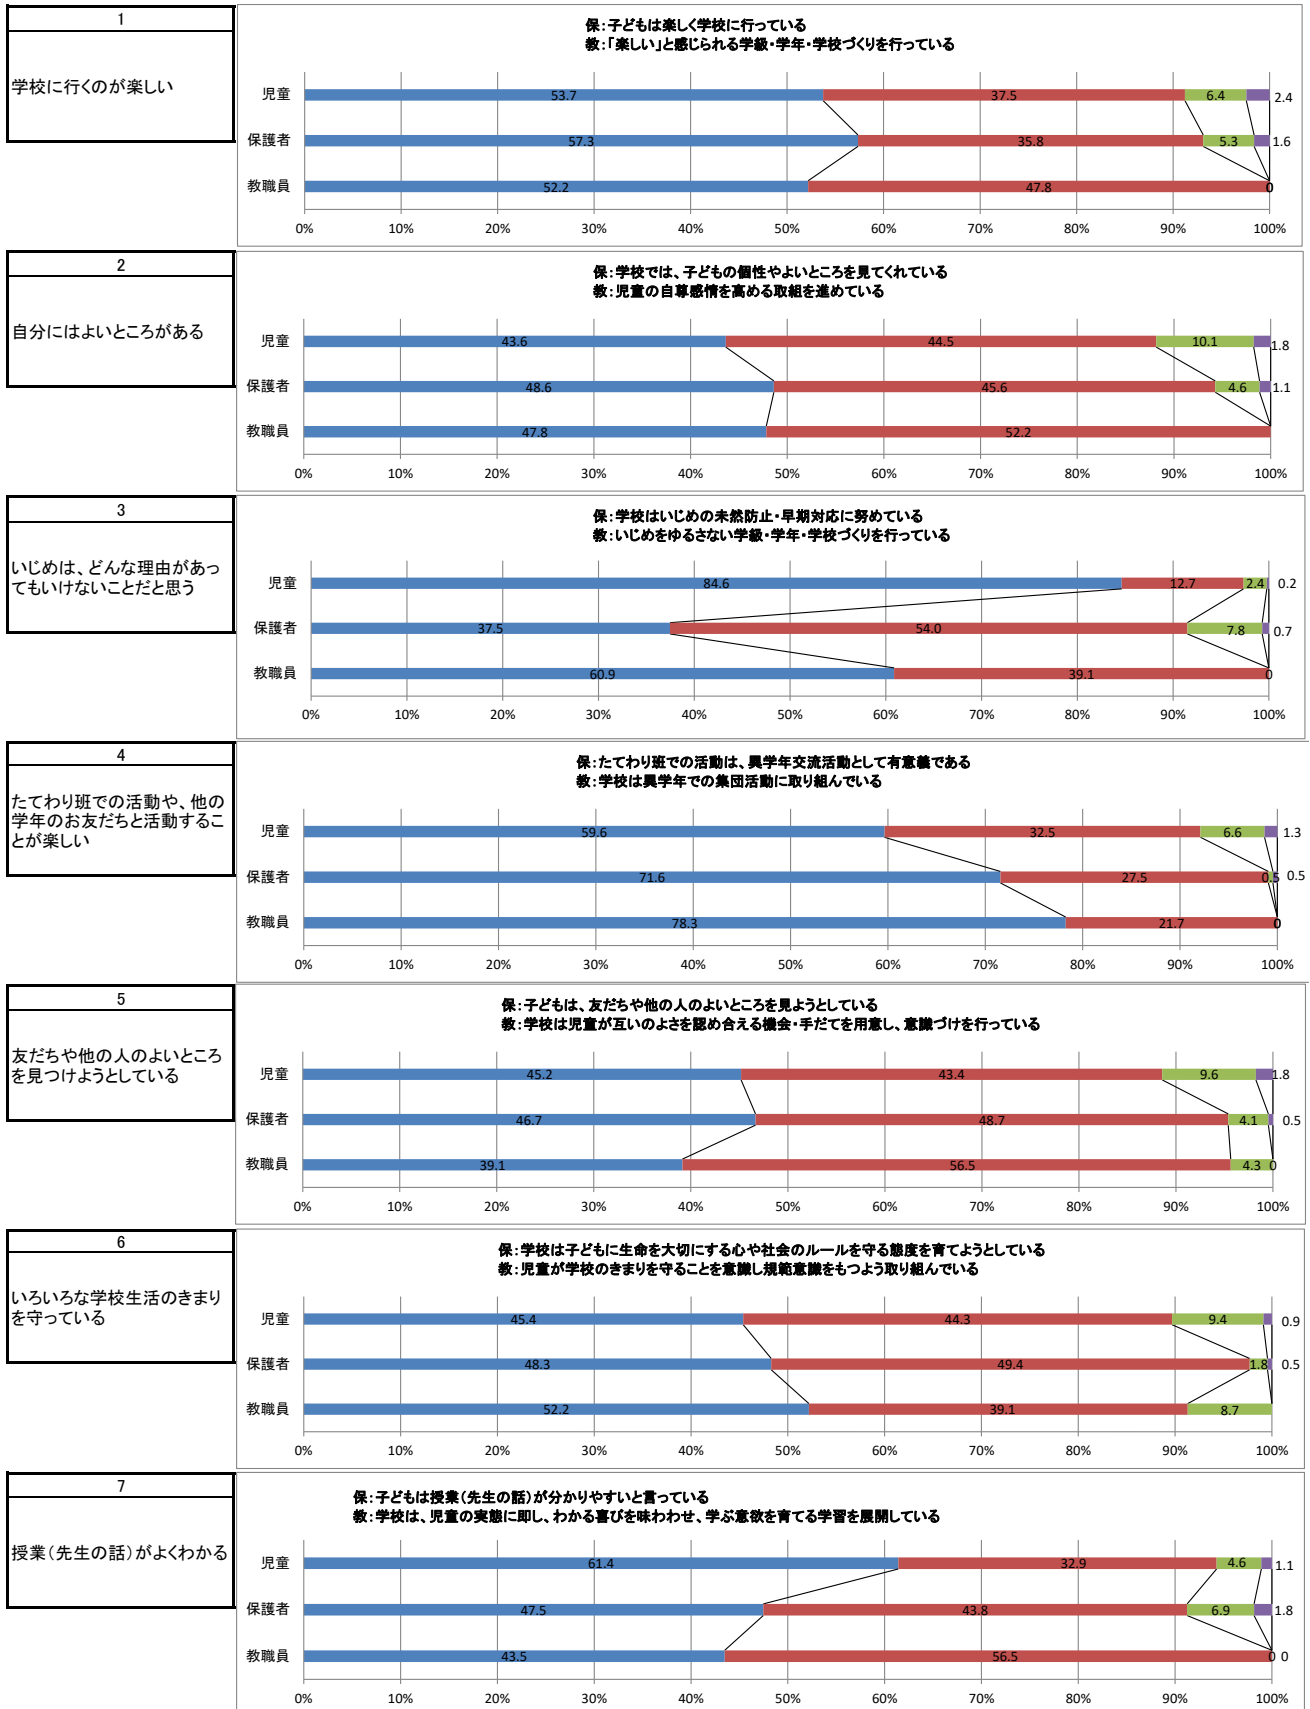 1
学校に行くのが楽しい
保：子どもは楽しく学校に行っている
教：「楽しい」と感じられる学級・学年・学校づくりを行っている
児童 53.7 37.5 6.4 2.4
保護者 57.3 35.8 5.3 1.6
教職員 52.2 47.8 0
0% 10% 20% 30% 40% 50% 60% 70% 80% 90% 100%
2
自分にはよいところがある
保：学校では、子どもの個性やよいところを見てくれている
教：児童の自尊感情を高める取組を進めている
児童 43.6 44.5 10.1 1.8
保護者 48.6 45.6 4.6 1.1
教職員 47.8 52.2
0% 10% 20% 30% 40% 50% 60% 70% 80% 90% 100%
3
いじめは、どんな理由があっ
てもいけないことだと思う
保：学校はいじめの未然防止・早期対応に努めている
教：いじめをゆるさない学級・学年・学校づくりを行っている
児童 84.6 12.7 2.4 0.2
保護者 37.5 54.0 7.8 0.7
教職員 60.9 39.1 0
0% 10% 20% 30% 40% 50% 60% 70% 80% 90% 100%
4
たてわり班での活動や、他の
学年のお友だちと活動するこ
とが楽しい
保：たてわり班での活動は、異学年交流活動として有意義である
教：学校は異学年での集団活動に取り組んでいる
児童 59.6 32.5 6.6 1.3
保護者 71.6 27.5 0.5 0.5
教職員 78.3 21.7 0
0% 10% 20% 30% 40% 50% 60% 70% 80% 90% 100%
5
友だちや他の人のよいところ
を見つけようとしている
保：子どもは、友だちや他の人のよいところを見ようとしている
教：学校は児童が互いのよさを認め合える機会・手だてを用意し、意識づけを行っている
児童 45.2 43.4 9.6 1.8
保護者 46.7 48.7 4.1 0.5
教職員 39.1 56.5 4.3 0
0% 10% 20% 30% 40% 50% 60% 70% 80% 90% 100%
6
いろいろな学校生活のきまり
を守っている
保：学校は子どもに生命を大切にする心や社会のルールを守る態度を育てようとしている
教：児童が学校のきまりを守ることを意識し規範意識をもつよう取り組んでいる
児童 45.4 44.3 9.4 0.9
保護者 48.3 49.4 1.8 0.5
教職員 52.2 39.1 8.7
0% 10% 20% 30% 40% 50% 60% 70% 80% 90% 100%
7
授業（先生の話）がよくわかる
保：子どもは授業（先生の話）が分かりやすいと言っている
教：学校は、児童の実態に即し、わかる喜びを味わわせ、学ぶ意欲を育てる学習を展開している
児童 61.4 32.9 4.6 1.1
保護者 47.5 43.8 6.9 1.8
教職員 43.5 56.5 0 0
0% 10% 20% 30% 40% 50% 60% 70% 80% 90% 100%